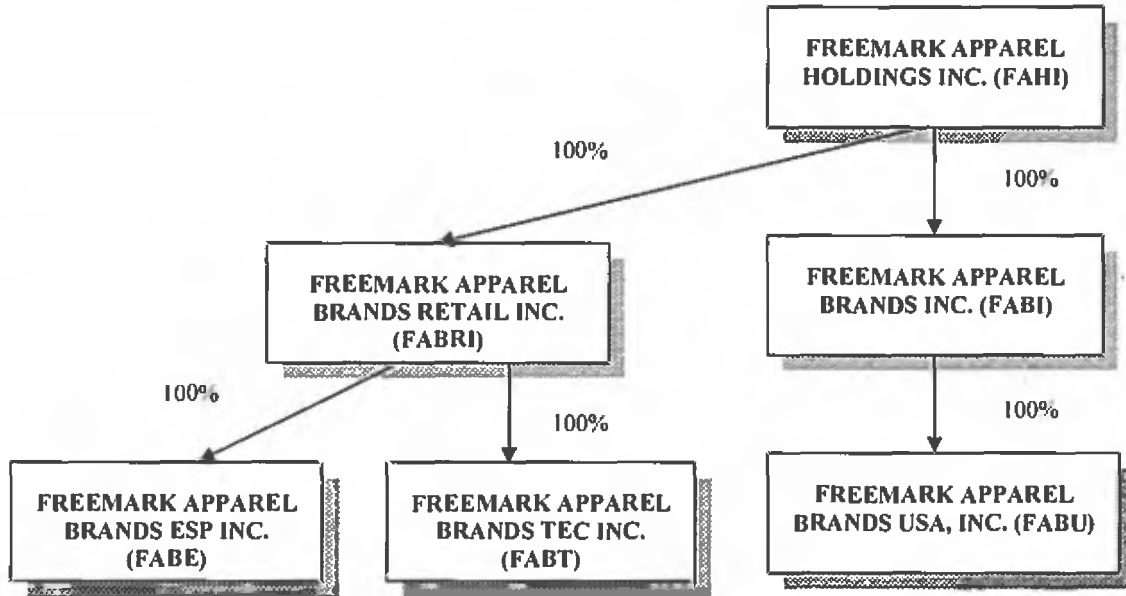 FREEMARK APPAREL
HOLDINGS INC. (FAHI)
100%
100%
FREEMARK APPAREL
BRANDS RETAIL INC.
(FABRI)
FREEMARK APPAREL
BRANDS INC. (FABI)
100%
100%
100%
FREEMARK APPAREL
BRANDS ESP INC.
(FABE)
FREEMARK APPAREL
BRANDS TEC INC.
(FABT)
FREEMARK APPAREL
BRANDS USA, INC. (FABU)